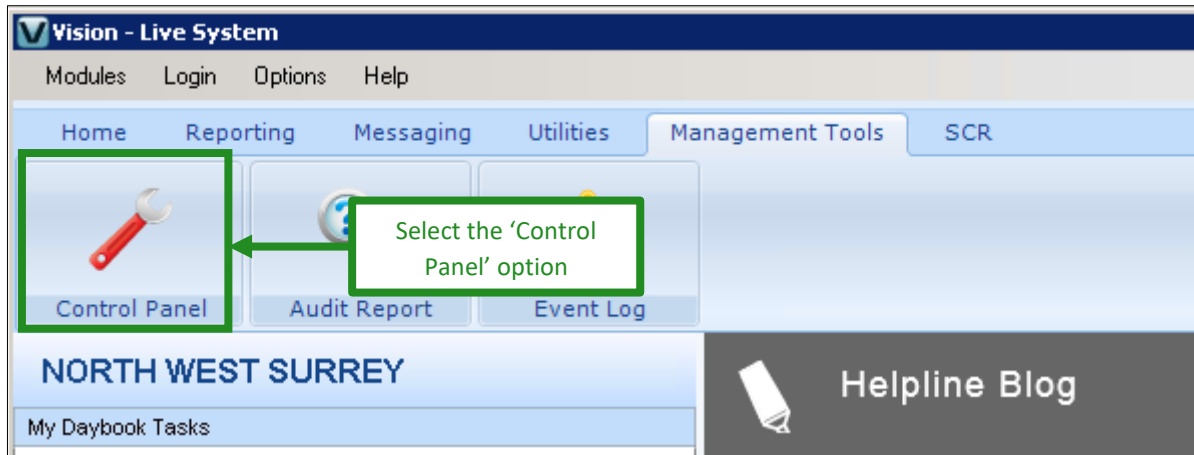 Vision - Live System
Modules Login Options Help
Home Reporting Messaging Utilities Management Tools SCR
Select the ‘Control
Panel’ option
Control Panel Audit Report Event Log
NORTH WEST SURREY
Helpline Blog
My Daybook Tasks